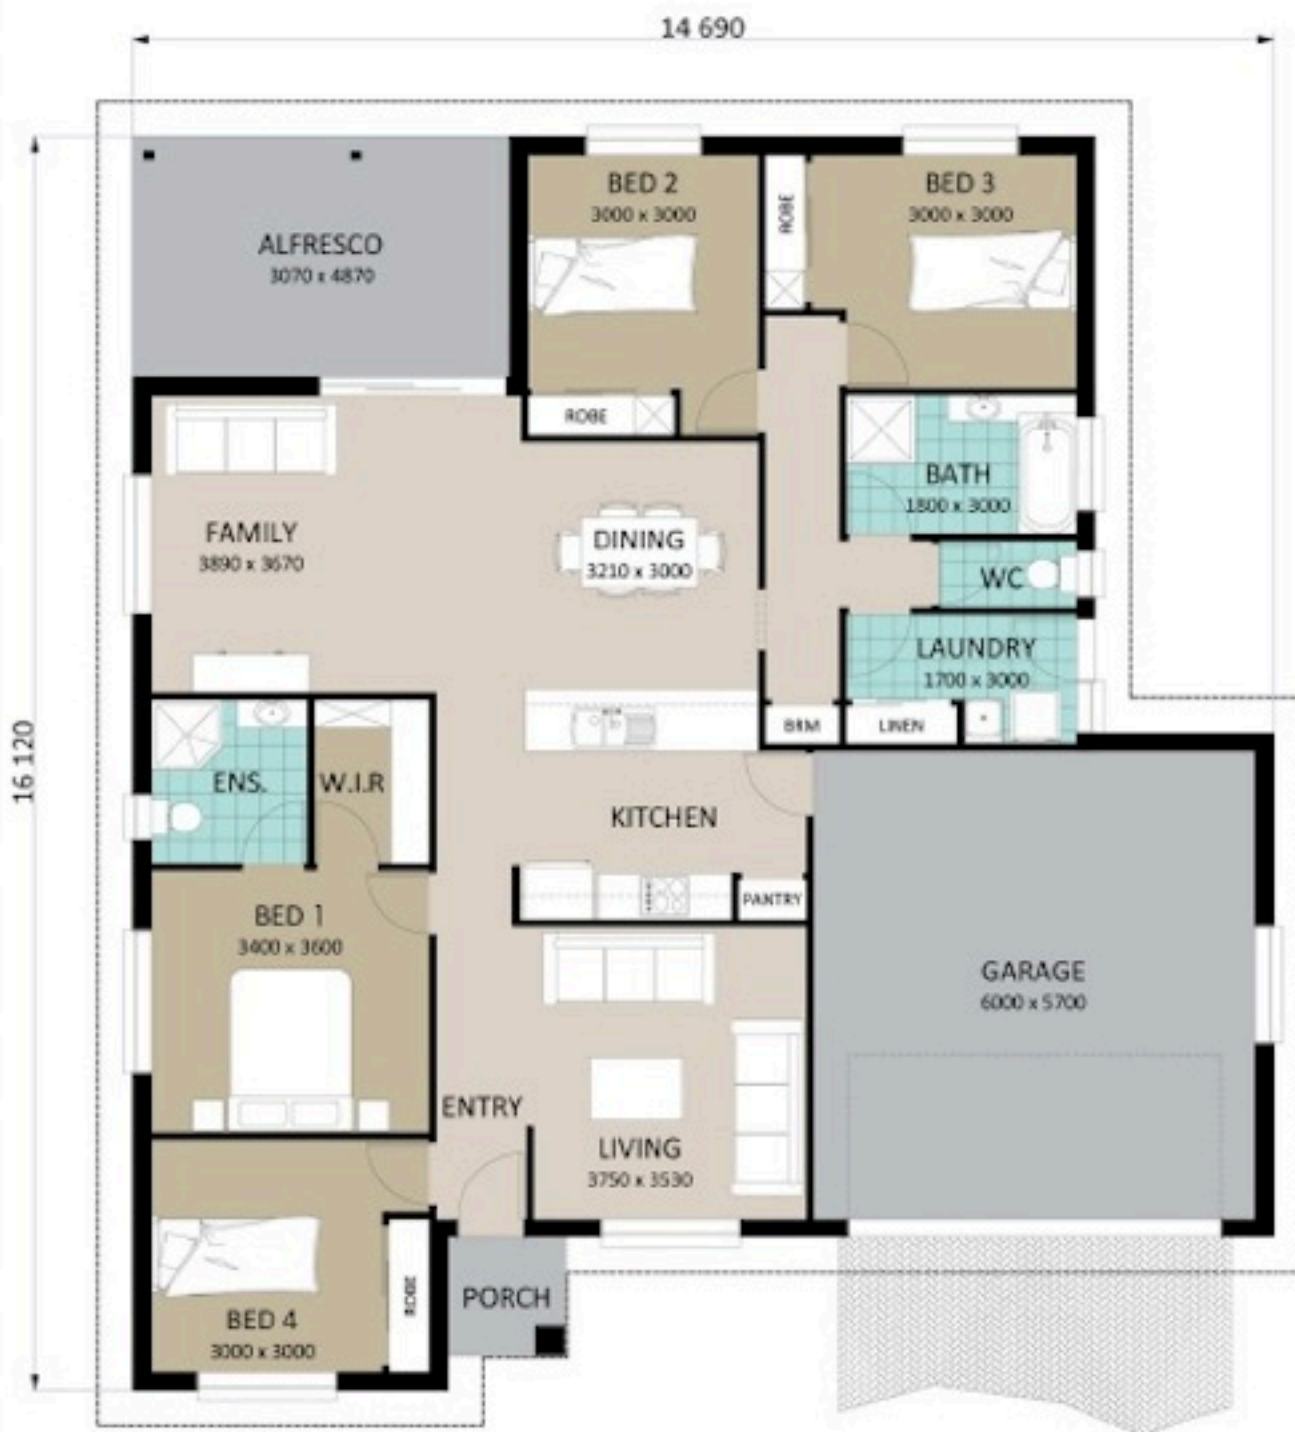 14 690
16 120
ALFRESCO
3070 x 4870
BED 2
3000 x 3000
ROBE
BED 3
3000 x 3000
ROBE
FAMILY
3890 x 3670
DINING
3210 x 3000
BATH
1800 x 3000
WC
LAUNDRY
1700 x 3000
BRM
LINEN
ENS.
W.I.R
KITCHEN
PANTRY
BED 1
3400 x 3600
GARAGE
6000 x 5700
ENTRY
LIVING
3750 x 3530
BED 4
3000 x 3000
PORCH